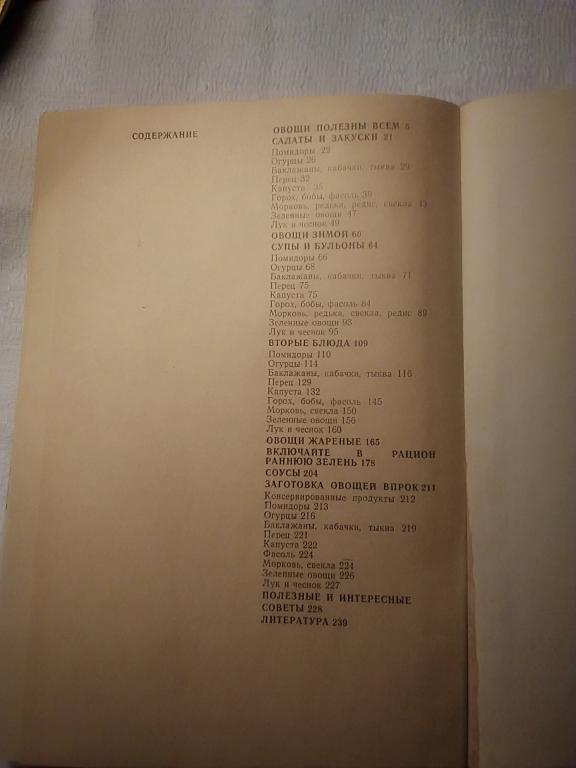 СОДЕРЖАНИЕ
ОВОЩИ ПОЛЕЗНЫ ВСЕМ 5
САЛАТЫ И ЗАКУСКИ 21
Помидоры 22
Огурцы 26
Баклажаны, кабачки, тыква 29
Перец 32
Капуста 35
Горох, бобы, фасоль 39
Морковь, редька, редис, свекла 43
Зеленные овощи 47
Лук и чеснок 49
ОВОЩИ ЗИМОЙ 60
СУПЫ И БУЛЬОНЫ 64
Помидоры 66
Огурцы 68
Баклажаны, кабачки, тыква 71
Перец 75
Капуста 75
Горох, бобы, фасоль 84
Морковь, редька, свекла, редис 89
Зеленные овощи 93
Лук и чеснок 95
ВТОРЫЕ БЛЮДА 109
Помидоры 110
Огурцы 114
Баклажаны, кабачки, тыква 116
Перец 129
Капуста 132
Горох, бобы, фасоль 145
Морковь, свекла 150
Зеленные овощи 156
Лук и чеснок 160
ОВОЩИ ЖАРЕНЫЕ 165
ВКЛЮЧАЙТЕ В РАЦИОН
РАННЮЮ ЗЕЛЕНЬ 178
СОУСЫ 204
ЗАГОТОВКА ОВОЩЕЙ ВПРОК 211
Консервированные продукты 212
Помидоры 213
Огурцы 216
Баклажаны, кабачки, тыква 219
Перец 221
Капуста 222
Фасоль 224
Морковь, свекла 224
Зеленные овощи 226
Лук и чеснок 227
ПОЛЕЗНЫЕ И ИНТЕРЕСНЫЕ
СОВЕТЫ 228
ЛИТЕРАТУРА 239